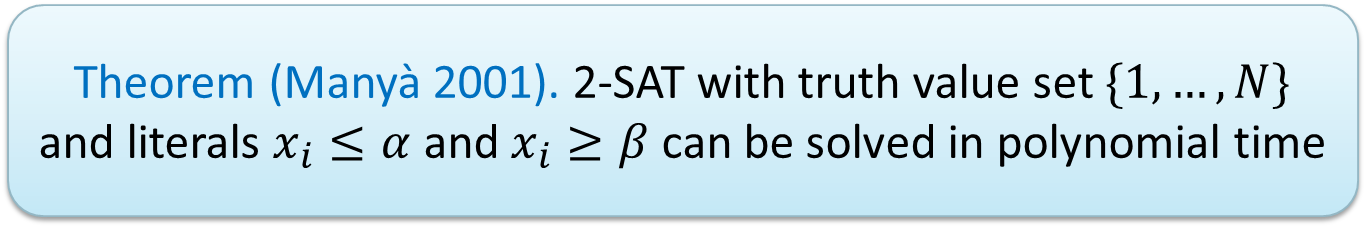 Theorem (Manyà 2001). 2-SAT with truth value set {1, … , N}
and literals xᵢ ≤ α and xᵢ ≥ β can be solved in polynomial time